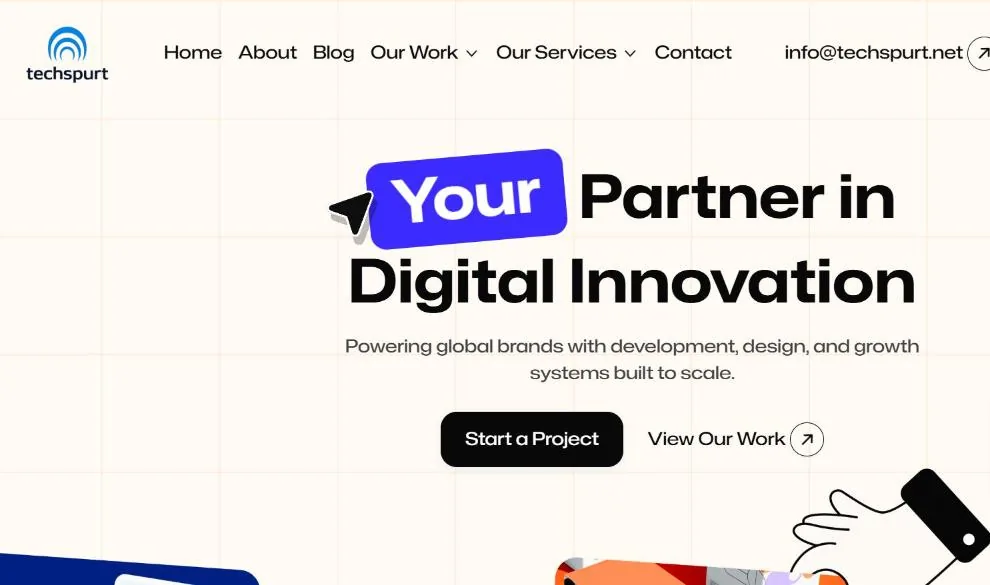 techspurt
Home About Blog Our Work Our Services Contact info@techspurt.net
Your Partner in
Digital Innovation
Powering global brands with development, design, and growth
systems built to scale.
Start a Project View Our Work